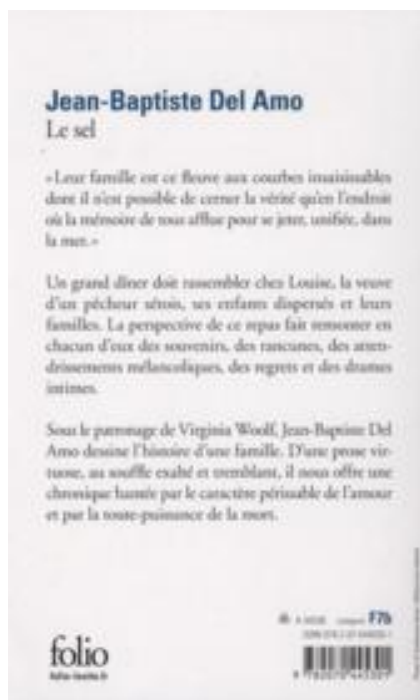 Jean-Baptiste Del Amo
Le sel
« Leur famille est ce fleuve aux courbes insaisissables
dont il n'est possible de cerner la vérité qu'en l'endroit
où la mémoire de tous afflue pour se jeter, unifiée, dans
la mer. »
Un grand dîner doit rassembler chez Louise, la veuve
d'un pêcheur sétois, ses enfants dispersés et leurs
familles. La perspective de ce repas fait remonter en
chacun d'eux des souvenirs, des rancunes, des atten-
drissements mélancoliques, des regrets et des drames
intimes.
Sous le patronage de Virginia Woolf, Jean-Baptiste Del
Amo dessine l'histoire d'une famille. D'une prose vir-
tuose, au souffle exalté et tremblant, il nous offre une
chronique hantée par le caractère périssable de l'amour
et par la toute-puissance de la mort.
F7b
folio
folio-lesite.fr